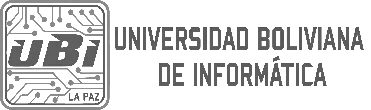 UBI
LA PAZ
UNIVERSIDAD BOLIVIANA
DE INFORMÁTICA